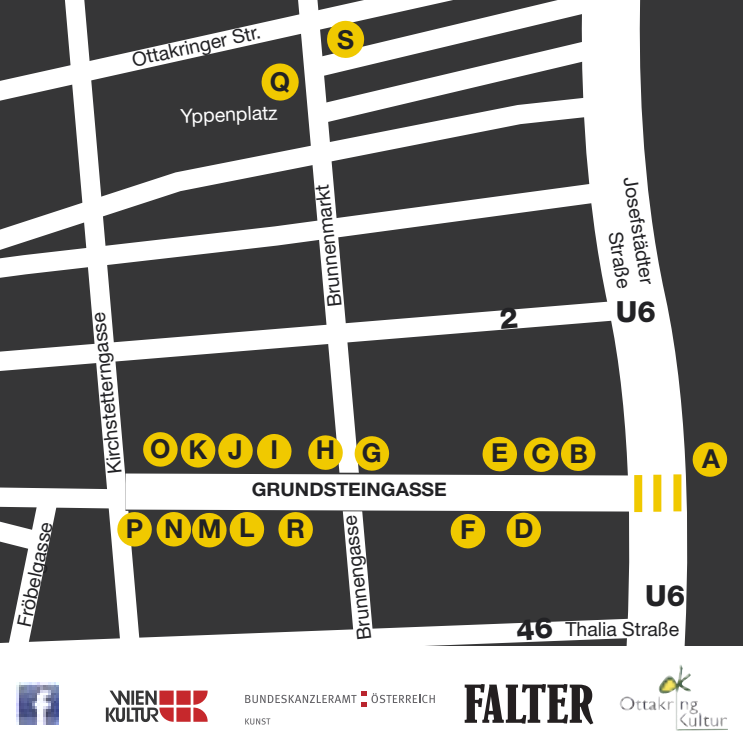 Ottakringer Str.
S
Q
Yppenplatz
Brunnenmarkt
Josefstädter
Straße
U6
2
Kirchstetterngasse
O K J I H G E C B A
GRUNDSTEINGASSE
P N M L R F D
Fröbelgasse
Brunnengasse
U6
46 Thalia Straße
f
WIEN
KULTUR
BUNDESKANZLERAMT ÖSTERREICH
KUNST
FALTER
ok
Ottakring
Kultur